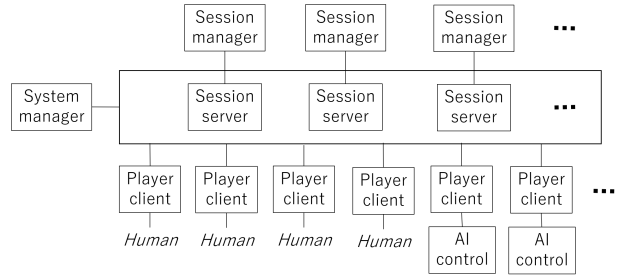 Session
manager
Session
manager
Session
manager
...
System
manager
Session
server
Session
server
Session
server
...
Player
client
Player
client
Player
client
Player
client
Player
client
Player
client
...
Human
Human
Human
Human
AI
control
AI
control